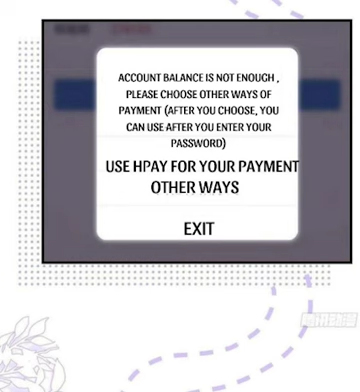 ACCOUNT BALANCE IS NOT ENOUGH ,
PLEASE CHOOSE OTHER WAYS OF
PAYMENT (AFTER YOU CHOOSE, YOU
CAN USE AFTER YOU ENTER YOUR
PASSWORD)
USE HPAY FOR YOUR PAYMENT
OTHER WAYS
EXIT